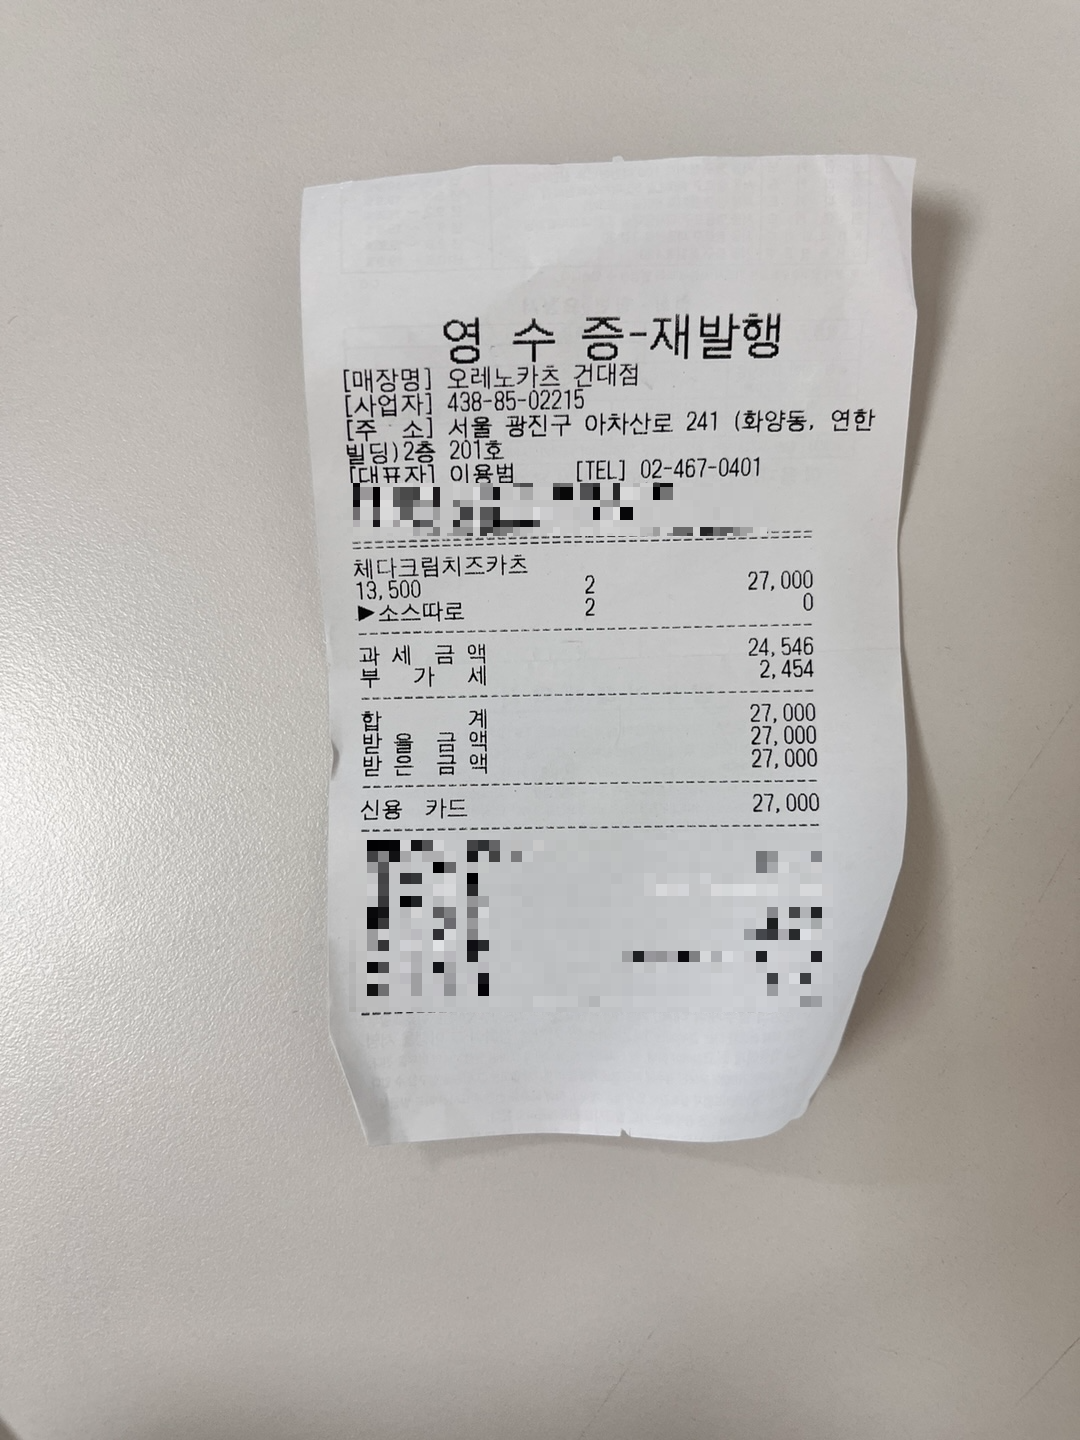 영 수 증-재발행
[매장명] 오레노카츠 건대점
[사업자] 438-85-02215
[주 소] 서울 광진구 아차산로 241 (화양동, 연한
빌딩)2층 201호
[대표자] 이용범 [TEL] 02-467-0401
체다크림치즈카츠
13,500 2 27,000
▶소스따로 2 0
과 세 금 액 24,546
부 가 세 2,454
합 계 27,000
받 을 금 액 27,000
받 은 금 액 27,000
신용 카드 27,000